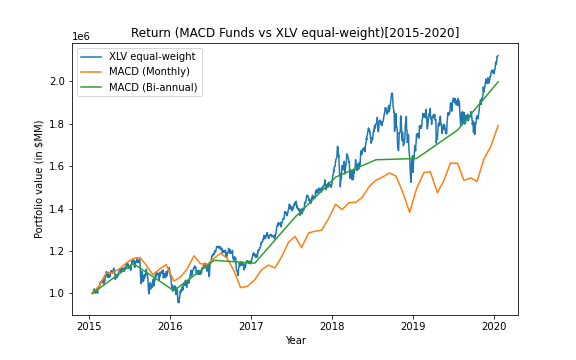 Return (MACD Funds vs XLV equal-weight)[2015-2020]
1e6
XLV equal-weight
MACD (Monthly)
MACD (Bi-annual)
2.0
1.8
1.6
1.4
1.2
1.0
Portfolio value (in $MM)
2015 2016 2017 2018 2019 2020
Year